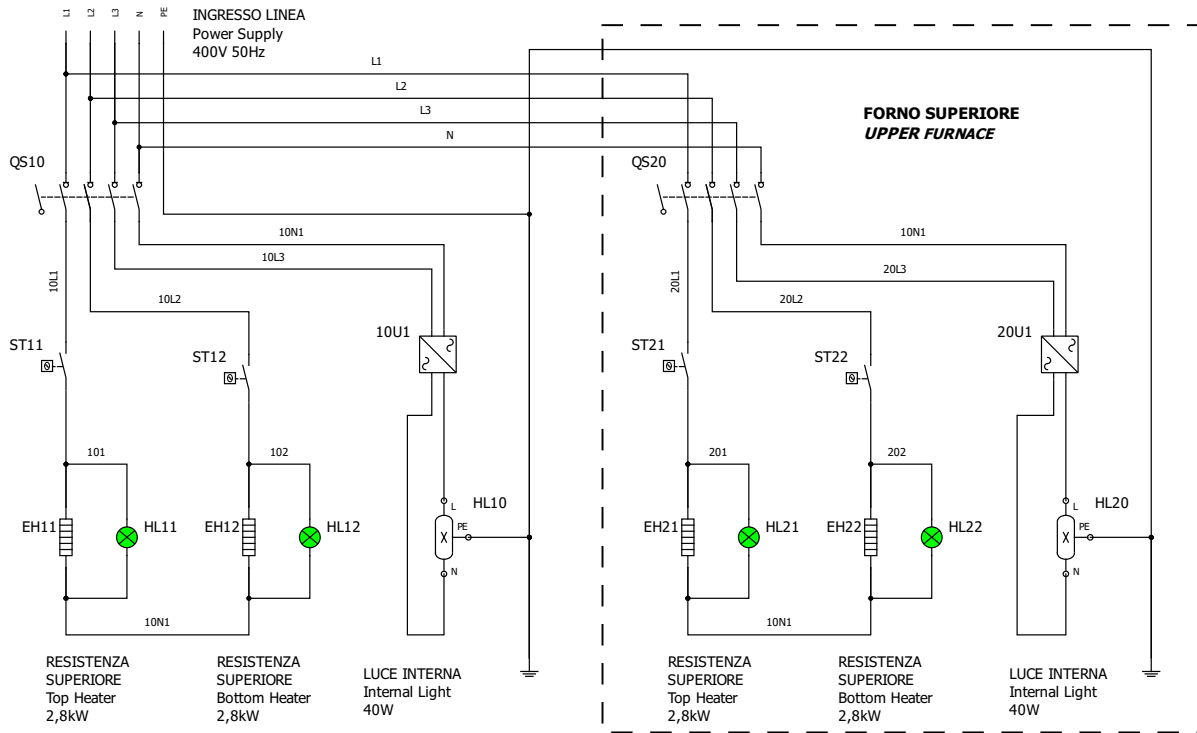 L1 L2 L3 N PE
INGRESSO LINEA
Power Supply
400V 50Hz
L1
L2
L3
N
FORNO SUPERIORE
UPPER FURNACE
QS10
QS20
10N1
10L3
10L1
10L2
10N1
20L3
20L1
20L2
ST11
ST12
10U1
ST21
ST22
20U1
101
102
201
202
EH11
HL11
EH12
HL12
L
HL10
PE
X
N
EH21
HL21
EH22
HL22
L
HL20
PE
X
N
10N1
10N1
RESISTENZA
SUPERIORE
Top Heater
2,8kW
RESISTENZA
SUPERIORE
Bottom Heater
2,8kW
LUCE INTERNA
Internal Light
40W
RESISTENZA
SUPERIORE
Top Heater
2,8kW
RESISTENZA
SUPERIORE
Bottom Heater
2,8kW
LUCE INTERNA
Internal Light
40W